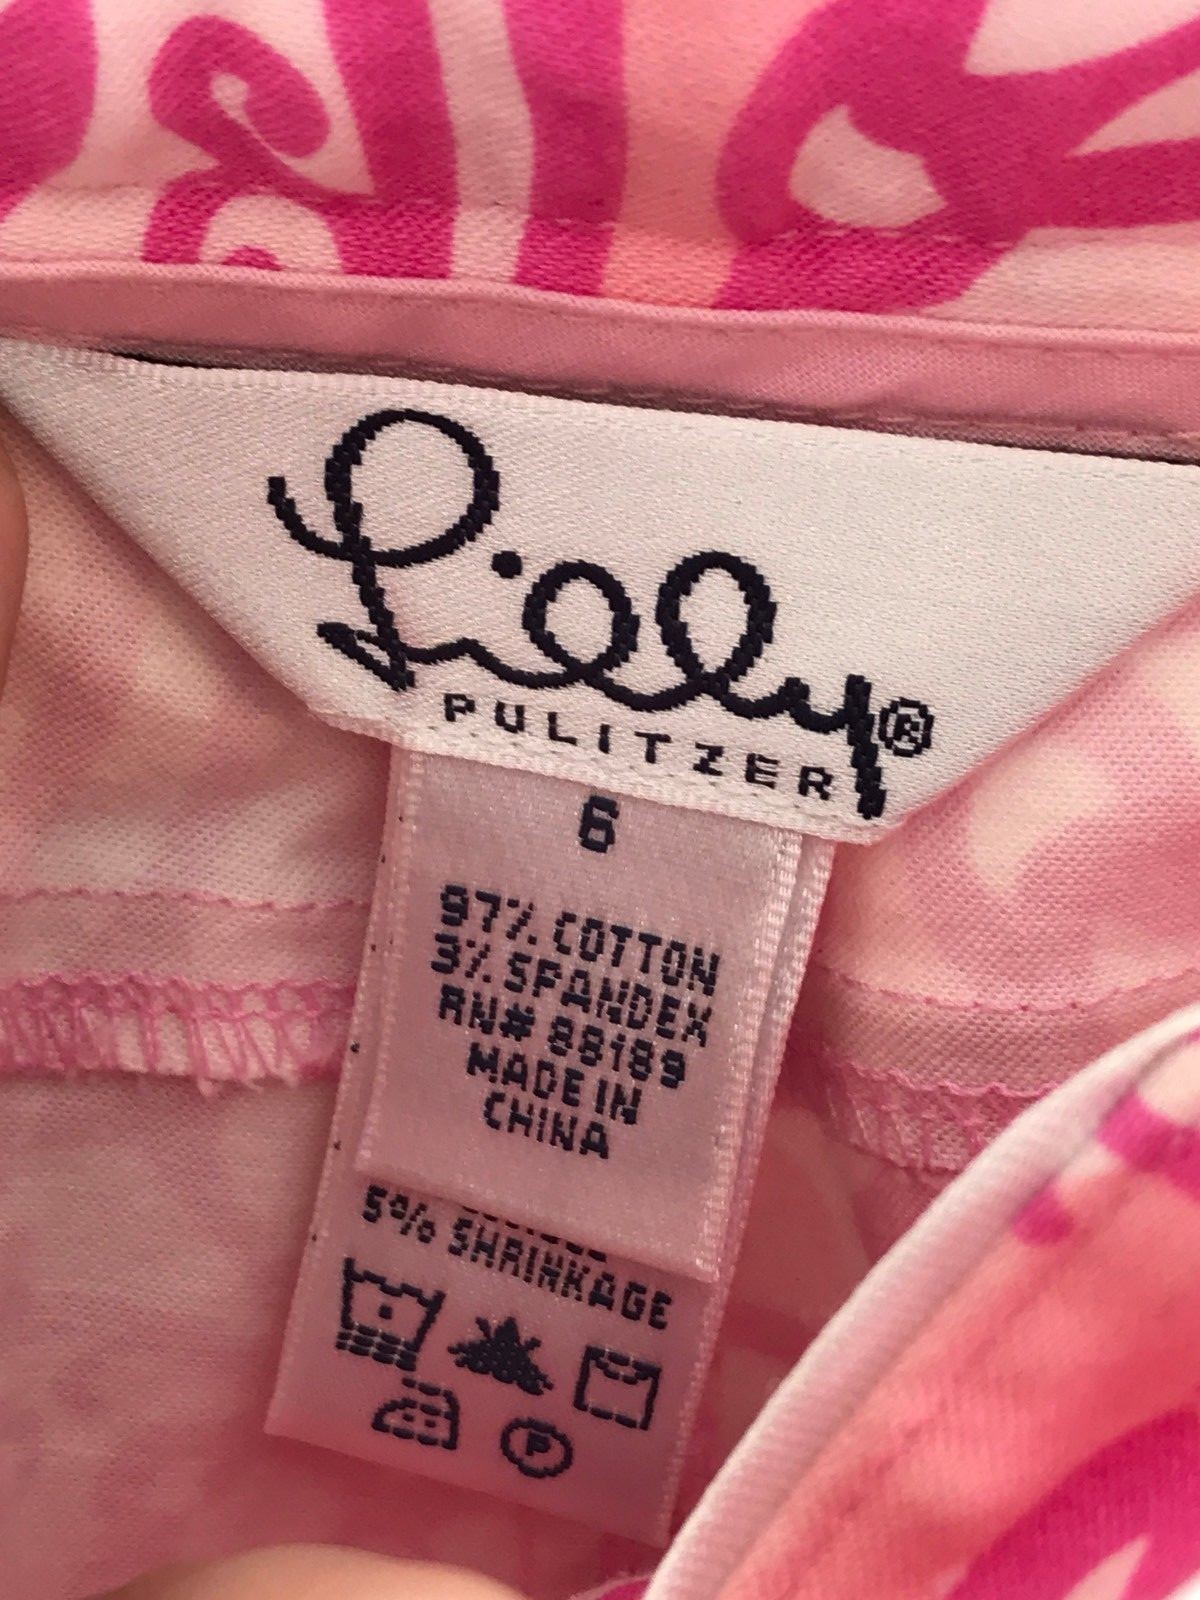 Lilly®
PULITZER
6
97% COTTON
3% SPANDEX
RN# 88189
MADE IN
CHINA
5% SHRINKAGE
P